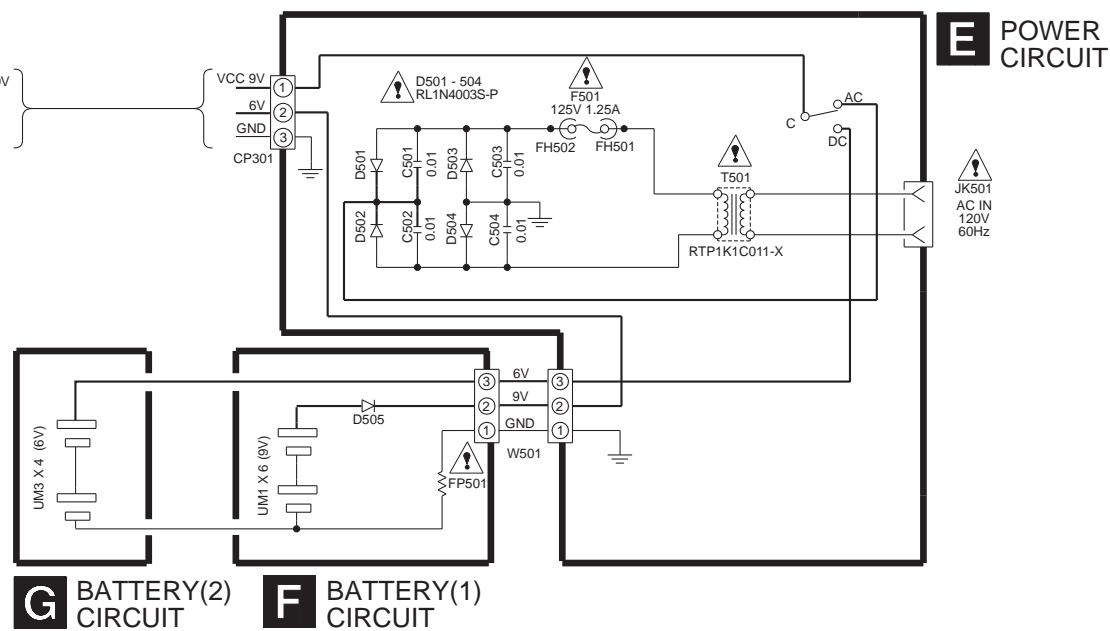 E POWER
CIRCUIT
9V
VCC 9V
6V
GND
1
2
3
CP301
D501 - 504
RL1N4003S-P
F501
125V 1.25A
FH502
FH501
C
AC
DC
D501
C501
0.01
D503
C503
0.01
D502
C502
0.01
D504
C504
0.01
T501
RTP1K1C011-X
JK501
AC IN
120V
60Hz
3
2
1
6V
9V
GND
3
2
1
W501
FP501
D505
UM3 X 4 (6V)
UM1 X 6 (9V)
G BATTERY(2)
CIRCUIT
F BATTERY(1)
CIRCUIT